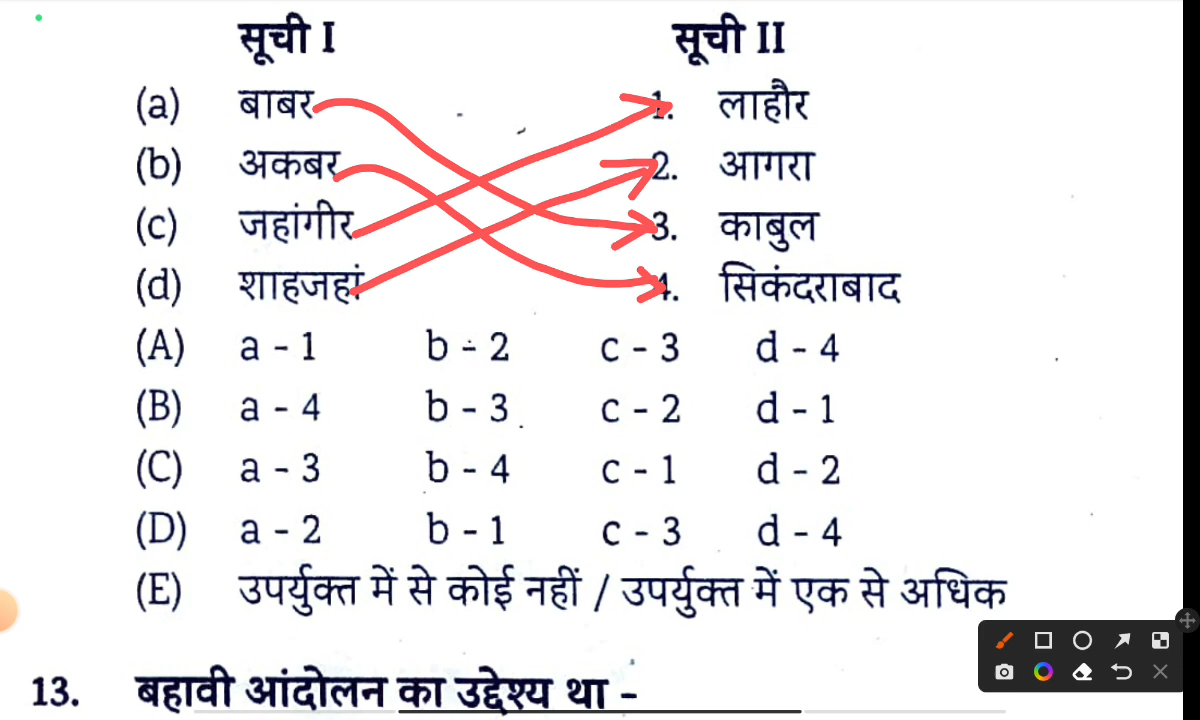 सूची I सूची II
(a) बाबर 1. लाहौर
(b) अकबर 2. आगरा
(c) जहांगीर 3. काबुल
(d) शाहजहां 4. सिकंदराबाद
(A) a - 1 b - 2 c - 3 d - 4
(B) a - 4 b - 3 c - 2 d - 1
(C) a - 3 b - 4 c - 1 d - 2
(D) a - 2 b - 1 c - 3 d - 4
(E) उपर्युक्त में से कोई नहीं / उपर्युक्त में एक से अधिक
13. बहावी आंदोलन का उद्देश्य था -